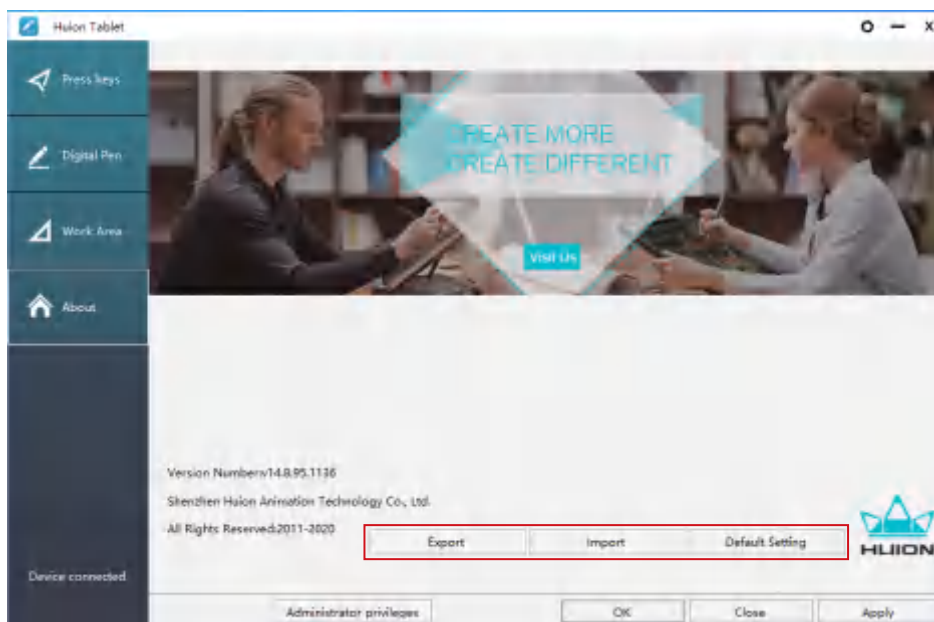 Huion Tablet
Press keys
Digital Pen
Work Area
About
CREATE MORE
CREATE DIFFERENT
Visit Us
Version Number:v14.8.95.1136
Shenzhen Huion Animation Technology Co., Ltd.
All Rights Reserved:2011-2020
Export
Import
Default Setting
HUION
Device connected
Administrator privileges
OK
Close
Apply